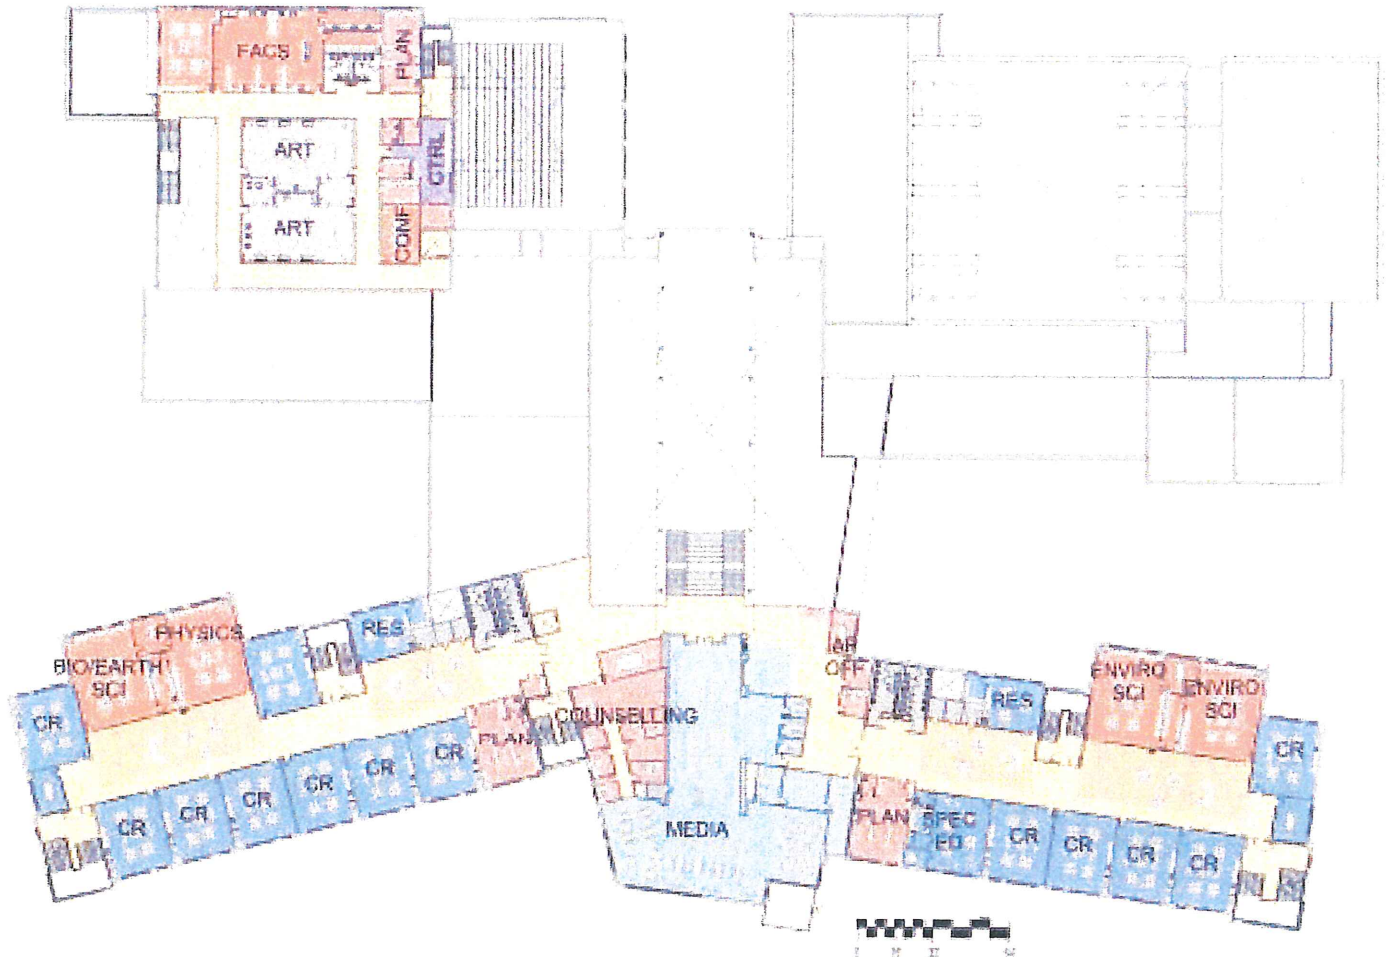 FACS
PLAN
ART
CTRL
ART
CONF
PHYSICS
BIO/EARTH
SCI
RES
CR
COUNSELLING
PLAN
CR
CR
CR
CR
CR
CR
MEDIA
OFF
RES
ENVIRO
SCI
ENVIRO
SCI
CR
PLAN
SPEC
ED
CR
CR
CR
CR